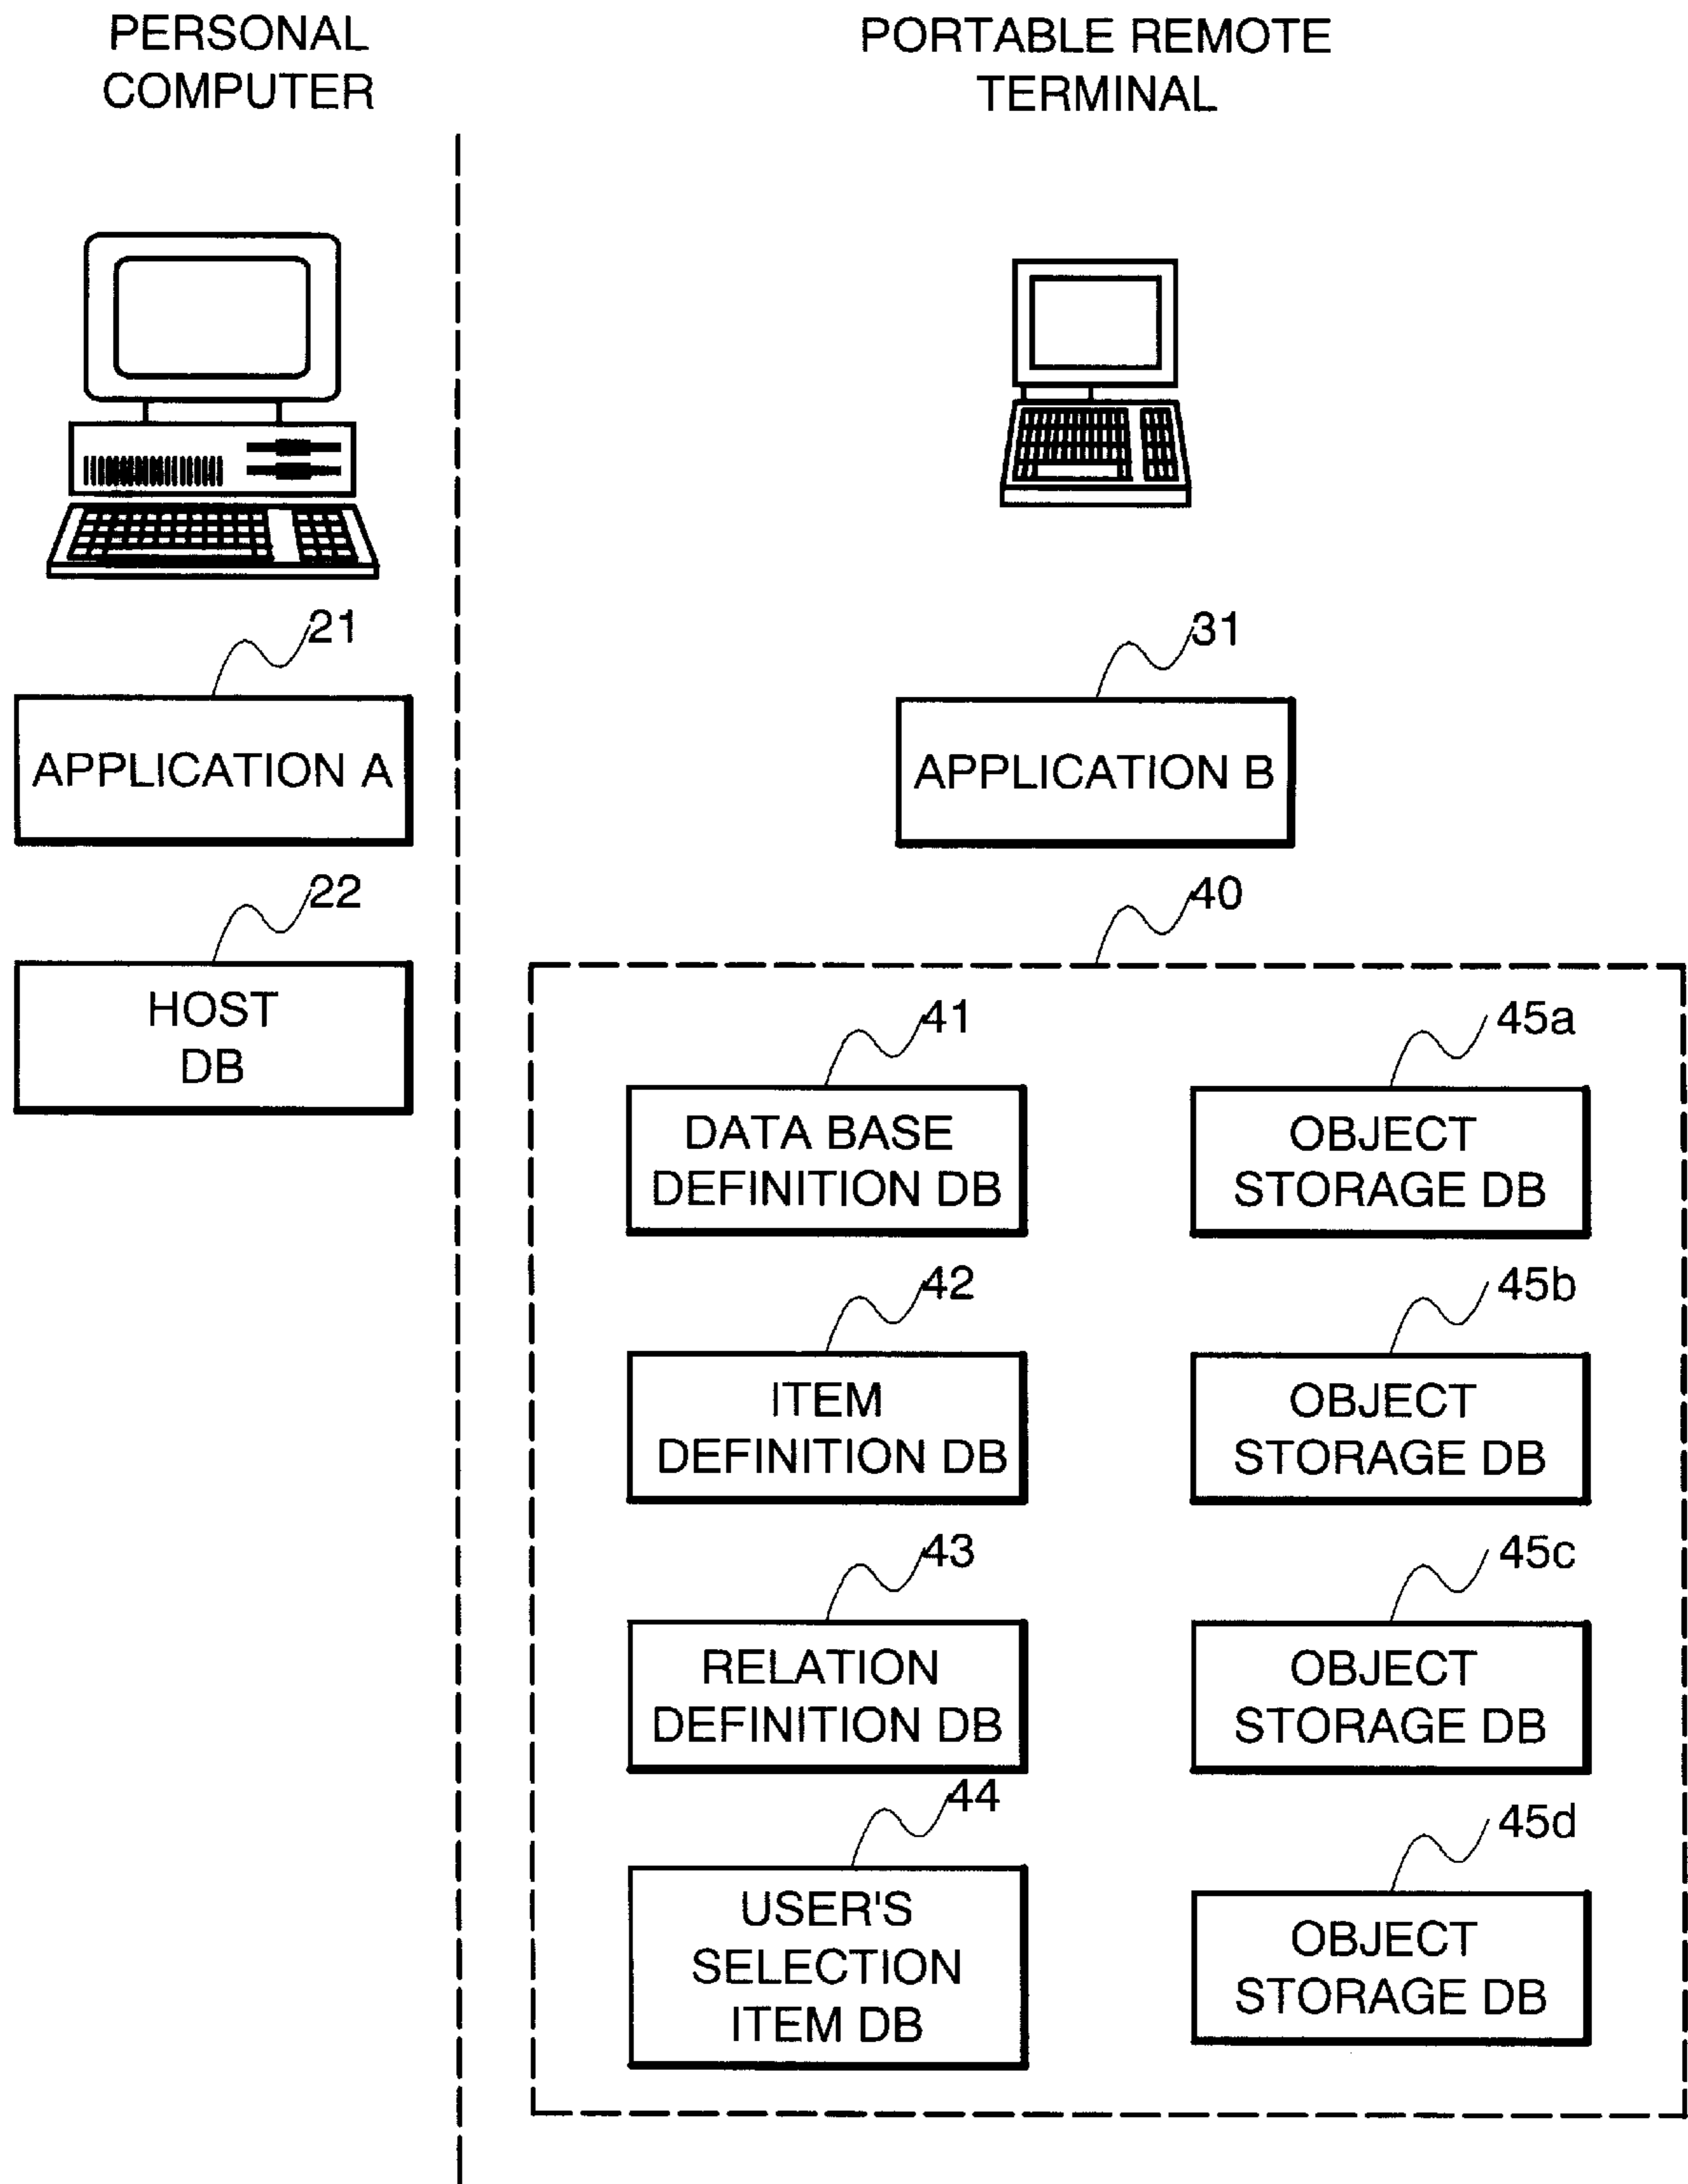 PERSONAL
COMPUTER
PORTABLE REMOTE
TERMINAL
21
APPLICATION A
31
APPLICATION B
22
HOST
DB
40
41
DATA BASE
DEFINITION DB
45a
OBJECT
STORAGE DB
42
ITEM
DEFINITION DB
45b
OBJECT
STORAGE DB
43
RELATION
DEFINITION DB
45c
OBJECT
STORAGE DB
44
USER'S
SELECTION
ITEM DB
45d
OBJECT
STORAGE DB